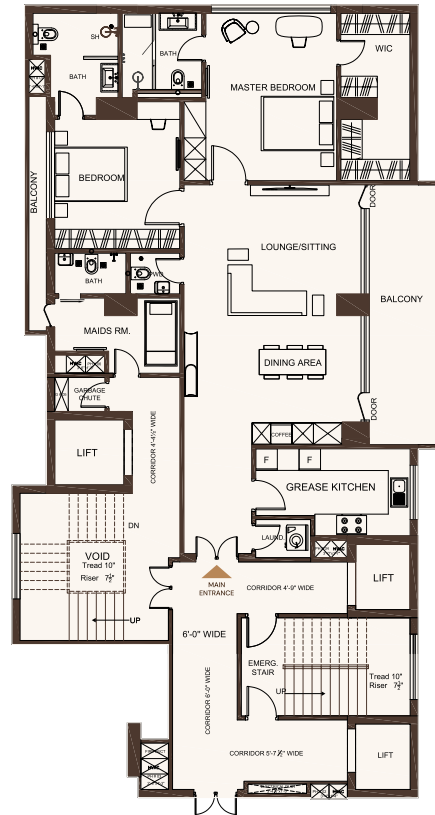 SH
BATH
BATH
WIC
MASTER BEDROOM
BALCONY
BEDROOM
DOOR
LOUNGE/SITTING
BATH
PWD
BALCONY
MAIDS RM.
DINING AREA
GARBAGE
CHUTE
DOOR
COFFEE
LIFT
CORRIDOR 4'-4½" WIDE
F
F
GREASE KITCHEN
DN
LAUND.
VOID
Tread 10"
Riser 7½"
MAIN
ENTRANCE
CORRIDOR 4'-9" WIDE
LIFT
UP
6'-0" WIDE
EMERG.
STAIR
CORRIDOR 6'-0" WIDE
Tread 10"
UP
CORRIDOR 5'-7½" WIDE
LIFT